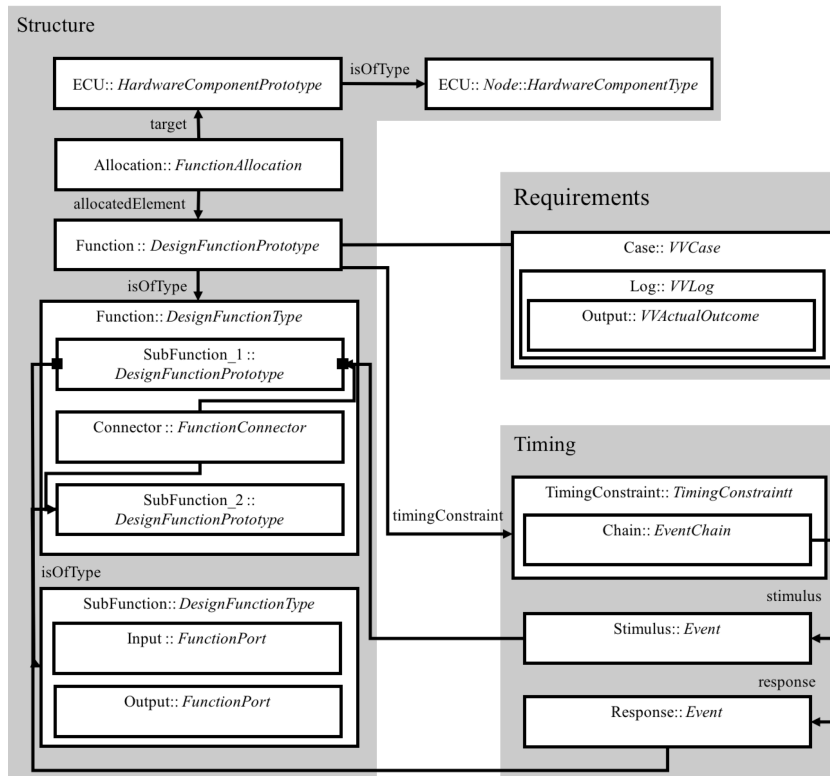 Structure
ECU:: HardwareComponentPrototype
isOfType
ECU:: Node::HardwareComponentType
target
Allocation:: FunctionAllocation
allocatedElement
Function :: DesignFunctionPrototype
isOfType
Function:: DesignFunctionType
SubFunction_1 ::
DesignFunctionPrototype
Connector :: FunctionConnector
SubFunction_2 ::
DesignFunctionPrototype
isOfType
SubFunction:: DesignFunctionType
Input :: FunctionPort
Output:: FunctionPort
Requirements
Case:: VVCase
Log:: VVLog
Output:: VVActualOutcome
Timing
timingConstraint
TimingConstraint:: TimingConstraintt
Chain:: EventChain
stimulus
Stimulus:: Event
response
Response:: Event